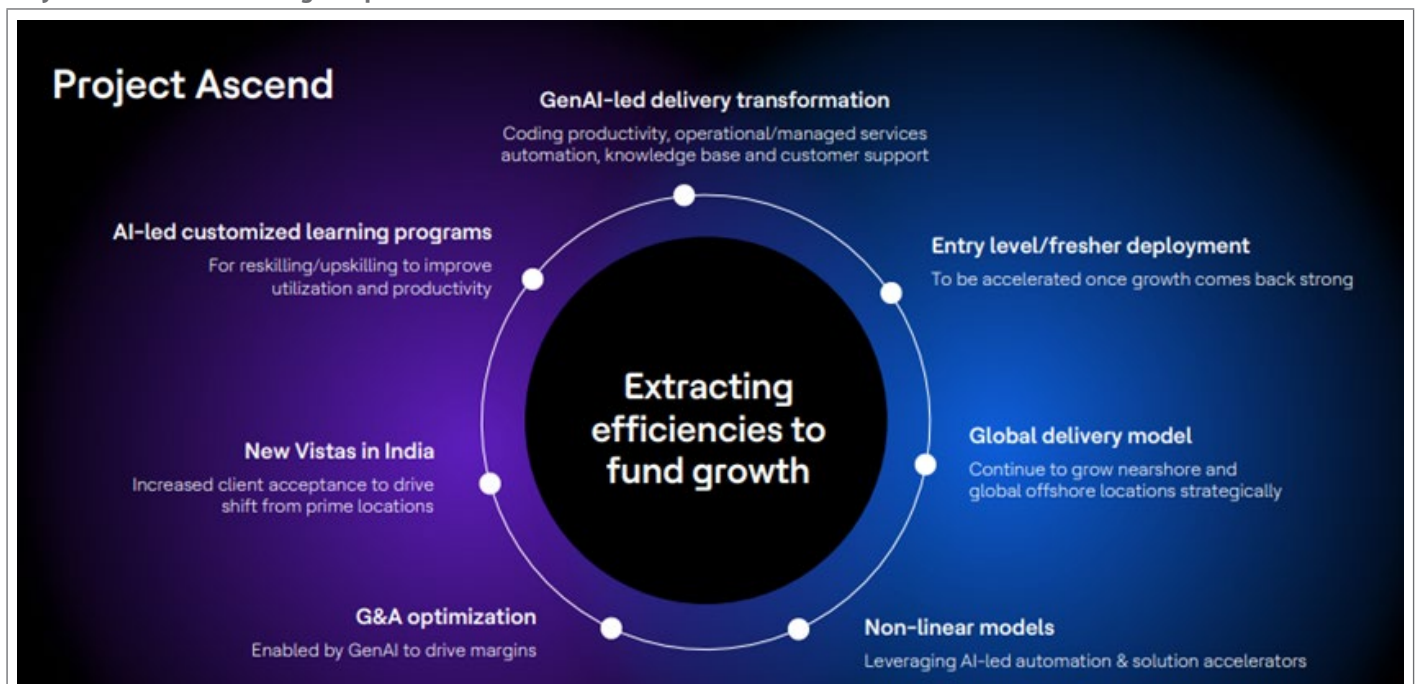 Project Ascend
GenAI-led delivery transformation
Coding productivity, operational/managed services
automation, knowledge base and customer support
AI-led customized learning programs
For reskilling/upskilling to improve
utilization and productivity
Entry level/fresher deployment
To be accelerated once growth comes back strong
Extracting
efficiencies to
fund growth
New Vistas in India
Increased client acceptance to drive
shift from prime locations
Global delivery model
Continue to grow nearshore and
global offshore locations strategically
G&A optimization
Enabled by GenAI to drive margins
Non-linear models
Leveraging AI-led automation & solution accelerators